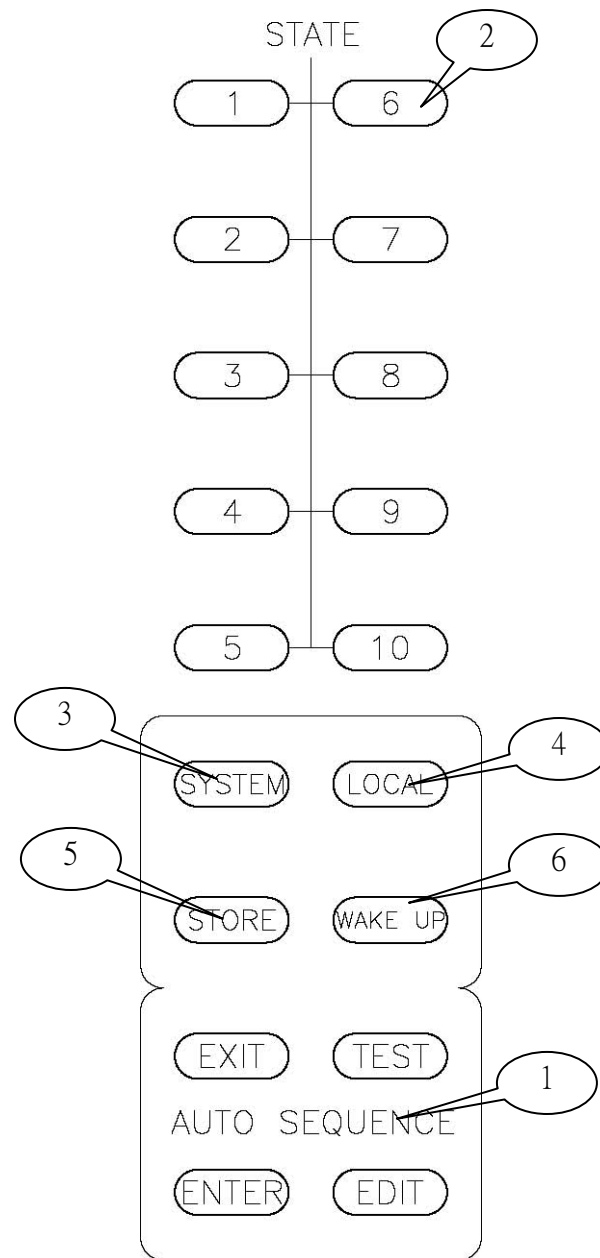 STATE 2
1 6
2 7
3 8
4 9
5 10
3
SYSTEM LOCAL 4
5
STORE WAKE UP 6
EXIT TEST
AUTO SEQUENCE 1
ENTER EDIT